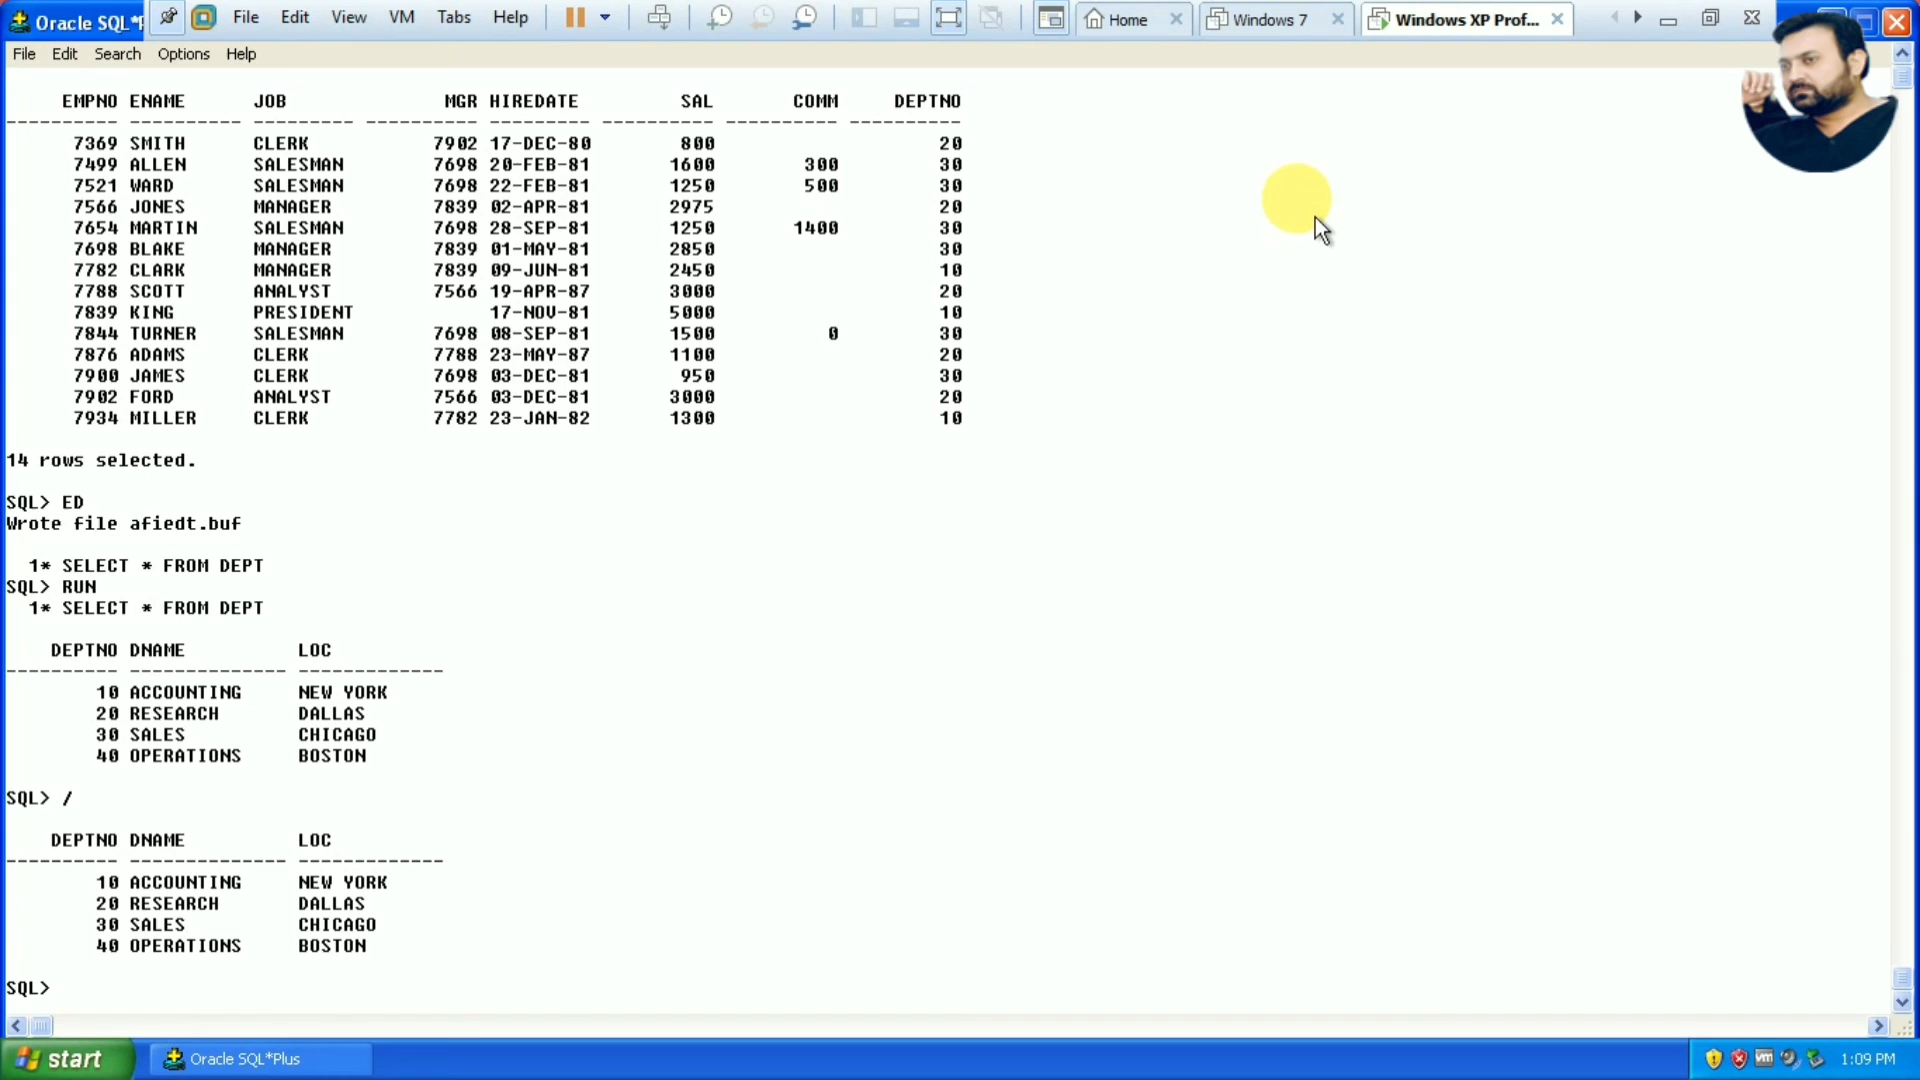 Oracle SQL*P
File Edit View VM Tabs Help
Home
Windows 7
Windows XP Prof...
File Edit Search Options Help
EMPNO ENAME JOB MGR HIREDATE SAL COMM DEPTNO
---------- ---------- --------- ---------- --------- ---------- ---------- ----------
7369 SMITH CLERK 7902 17-DEC-80 800 20
7499 ALLEN SALESMAN 7698 20-FEB-81 1600 300 30
7521 WARD SALESMAN 7698 22-FEB-81 1250 500 30
7566 JONES MANAGER 7839 02-APR-81 2975 20
7654 MARTIN SALESMAN 7698 28-SEP-81 1250 1400 30
7698 BLAKE MANAGER 7839 01-MAY-81 2850 30
7782 CLARK MANAGER 7839 09-JUN-81 2450 10
7788 SCOTT ANALYST 7566 19-APR-87 3000 20
7839 KING PRESIDENT 17-NOV-81 5000 10
7844 TURNER SALESMAN 7698 08-SEP-81 1500 0 30
7876 ADAMS CLERK 7788 23-MAY-87 1100 20
7900 JAMES CLERK 7698 03-DEC-81 950 30
7902 FORD ANALYST 7566 03-DEC-81 3000 20
7934 MILLER CLERK 7782 23-JAN-82 1300 10
14 rows selected.
SQL> ED
Wrote file afiedt.buf
1* SELECT * FROM DEPT
SQL> RUN
1* SELECT * FROM DEPT
DEPTNO DNAME LOC
---------- -------------- -------------
10 ACCOUNTING NEW YORK
20 RESEARCH DALLAS
30 SALES CHICAGO
40 OPERATIONS BOSTON
SQL> /
DEPTNO DNAME LOC
---------- -------------- -------------
10 ACCOUNTING NEW YORK
20 RESEARCH DALLAS
30 SALES CHICAGO
40 OPERATIONS BOSTON
SQL>
start
Oracle SQL*Plus
vm
1:09 PM